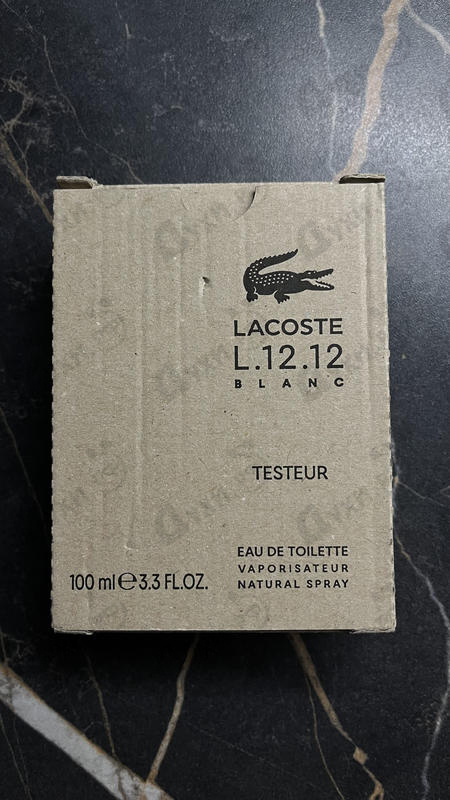 LACOSTE
L.12.12
BLANC
TESTEUR
EAU DE TOILETTE
VAPORISATEUR
NATURAL SPRAY
100 ml ℮ 3.3 FL.OZ.